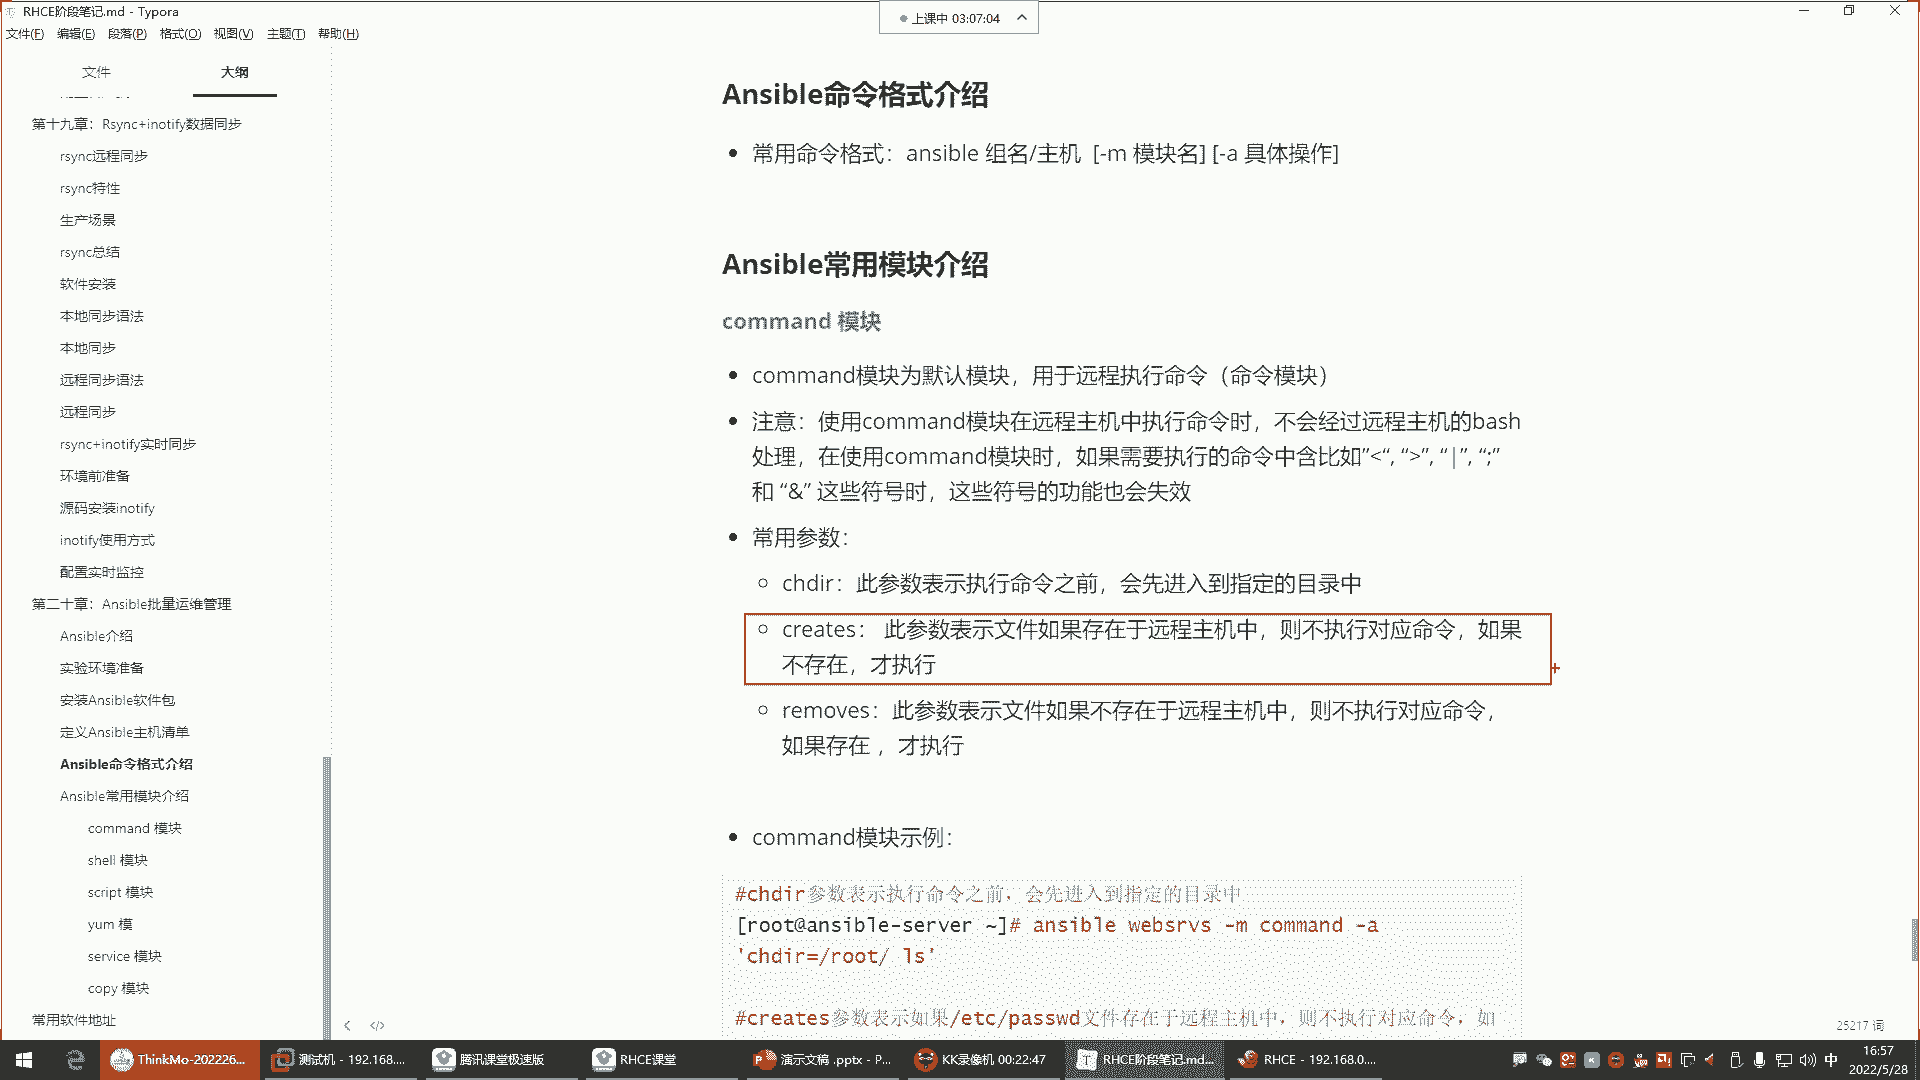 RHCE阶段笔记.md - Typora
上课中 03:07:04
文件(F) 编辑(E) 段落(P) 格式(O) 视图(V) 主题(T) 帮助(H)
文件 大纲
第十九章：Rsync+inotify数据同步
rsync远程同步
rsync特性
生产场景
rsync总结
软件安装
本地同步语法
本地同步
远程同步语法
远程同步
rsync+inotify实时同步
环境前准备
源码安装inotify
inotify使用方式
配置实时监控
第二十章：Ansible批量运维管理
Ansible介绍
实验环境准备
安装Ansible软件包
定义Ansible主机清单
Ansible命令格式介绍
Ansible常用模块介绍
command 模块
shell 模块
script 模块
yum 模
service 模块
copy 模块
常用软件地址
Ansible命令格式介绍
常用命令格式：ansible 组名/主机 [-m 模块名] [-a 具体操作]
Ansible常用模块介绍
command 模块
command模块为默认模块，用于远程执行命令（命令模块）
注意：使用command模块在远程主机中执行命令时，不会经过远程主机的bash
处理，在使用command模块时，如果需要执行的命令中含比如”<“, “>”, “|”, “;”
和 “&” 这些符号时，这些符号的功能也会失效
常用参数：
chdir：此参数表示执行命令之前，会先进入到指定的目录中
creates： 此参数表示文件如果存在于远程主机中，则不执行对应命令，如果
不存在，才执行
removes：此参数表示文件如果不存在于远程主机中，则不执行对应命令，
如果存在 ，才执行
command模块示例：
#chdir参数表示执行命令之前，会先进入到指定的目录中
[root@ansible-server ~]# ansible websrvs -m command -a
'chdir=/root/ ls'
#creates参数表示如果/etc/passwd文件存在于远程主机中，则不执行对应命令，如
25217 词
ThinkMo-202226...
测试机 - 192.168....
腾讯课堂极速版
RHCE课堂
演示文稿 .pptx - P...
KK录像机 00:22:47
RHCE阶段笔记.md...
RHCE - 192.168.0....
中
16:57
2022/5/28